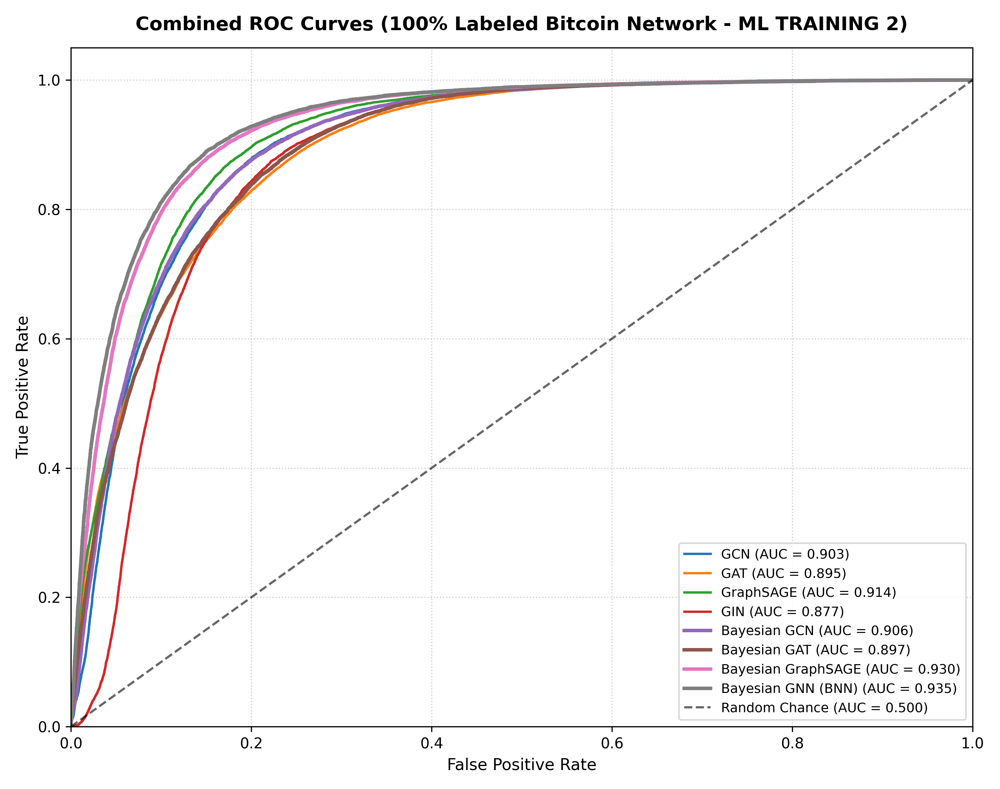 Combined ROC Curves (100% Labeled Bitcoin Network - ML TRAINING 2)
True Positive Rate
1.0
0.8
0.6
0.4
0.2
0.0
0.0 0.2 0.4 0.6 0.8 1.0
False Positive Rate
GCN (AUC = 0.903)
GAT (AUC = 0.895)
GraphSAGE (AUC = 0.914)
GIN (AUC = 0.877)
Bayesian GCN (AUC = 0.906)
Bayesian GAT (AUC = 0.897)
Bayesian GraphSAGE (AUC = 0.930)
Bayesian GNN (BNN) (AUC = 0.935)
Random Chance (AUC = 0.500)